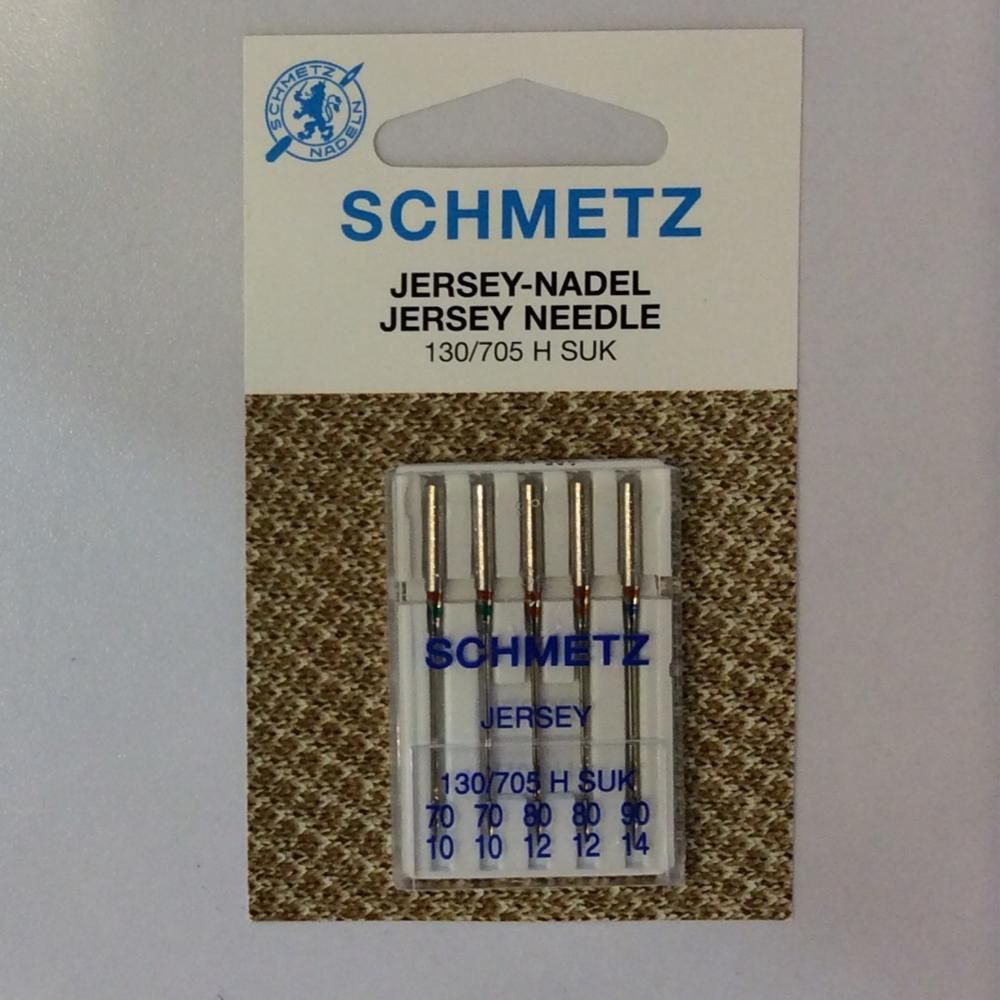 SCHMETZ
NADELN
SCHMETZ
JERSEY-NADEL
JERSEY NEEDLE
130/705 H SUK
SCHMETZ
JERSEY
130/705 H SUK
70 70 80 80 90
10 10 12 12 14